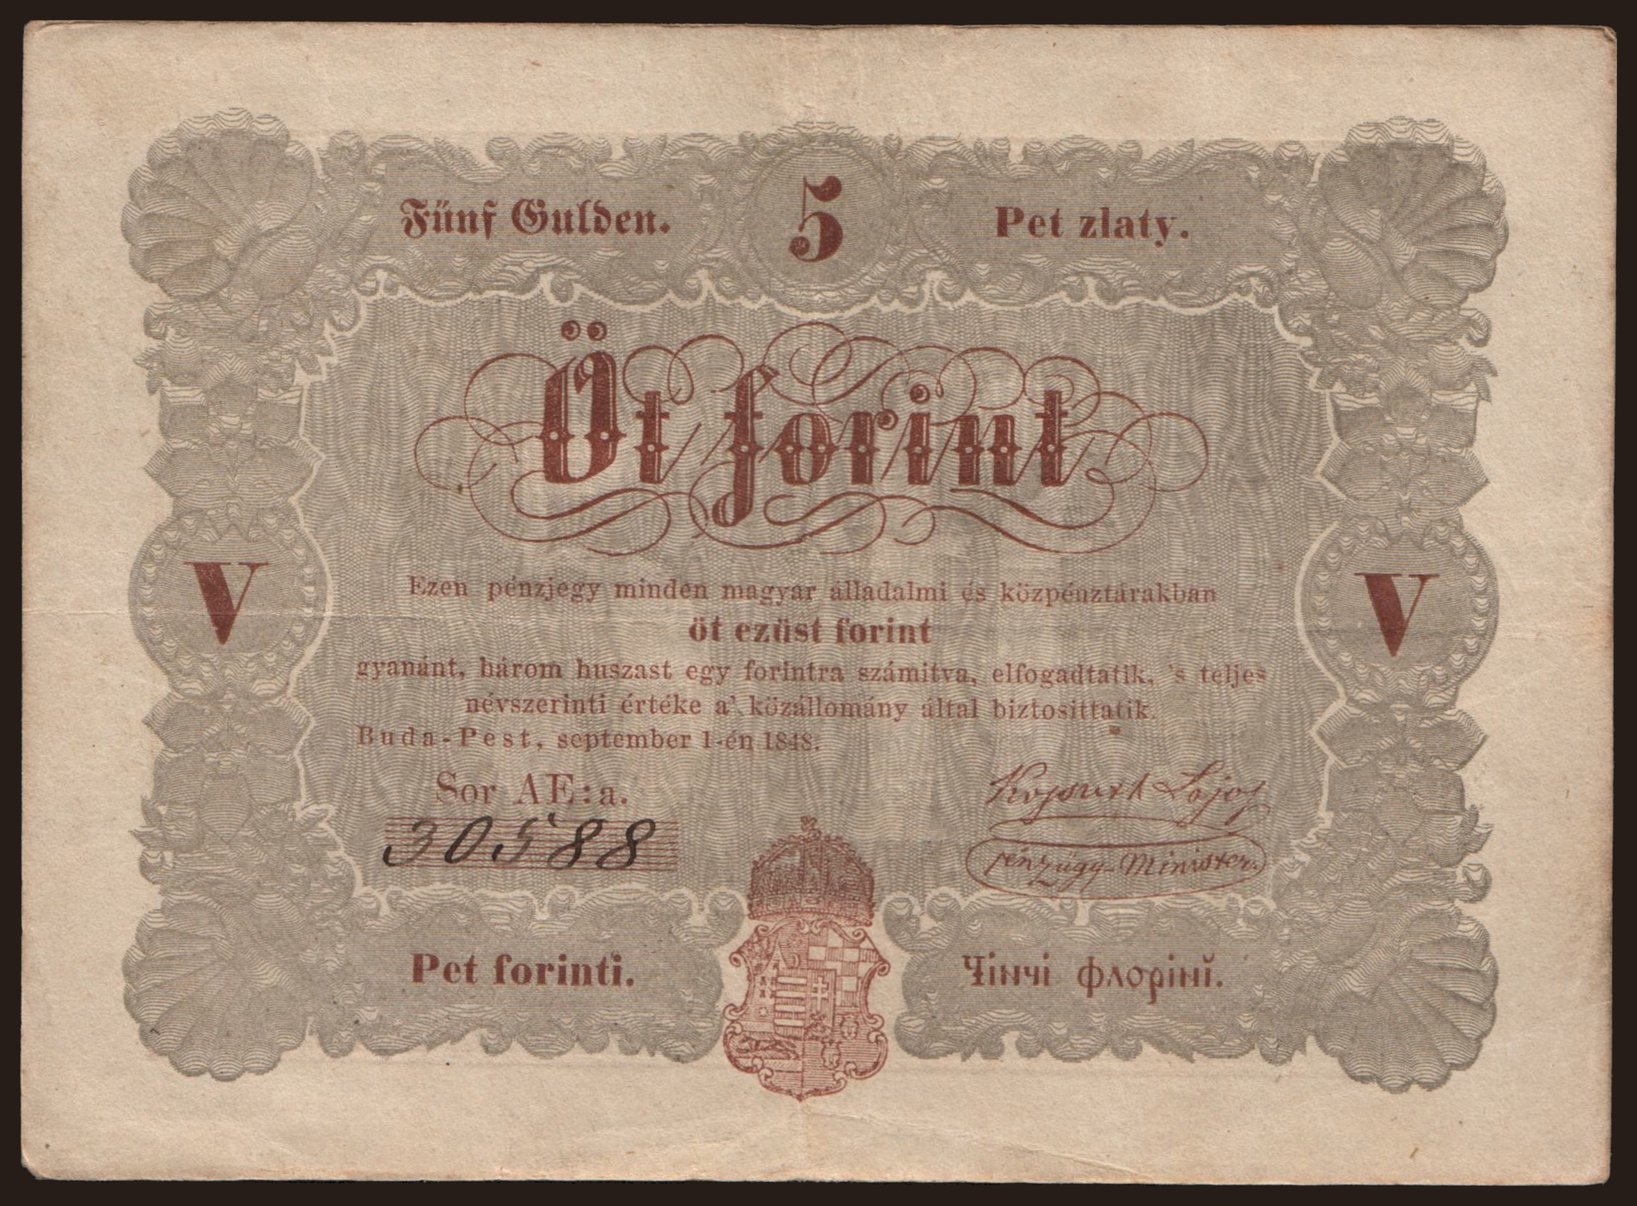 Fünf Gulden.
5
Pet zlaty.
Öt forint
V
V
Ezen pénzjegy minden magyar álladalmi és közpénztárakban
öt ezüst forint
gyanánt, három huszast egy forintra számitva, elfogadtatik, 's teljes
névszerinti értéke a' közállomány által biztosittatik.
Buda-Pest, september 1-én 1848.
Sor AE:a.
30588
Kossuth Lajos
pénzügy-Minister.
Pet forinti.
Чінчі флоріні̆.